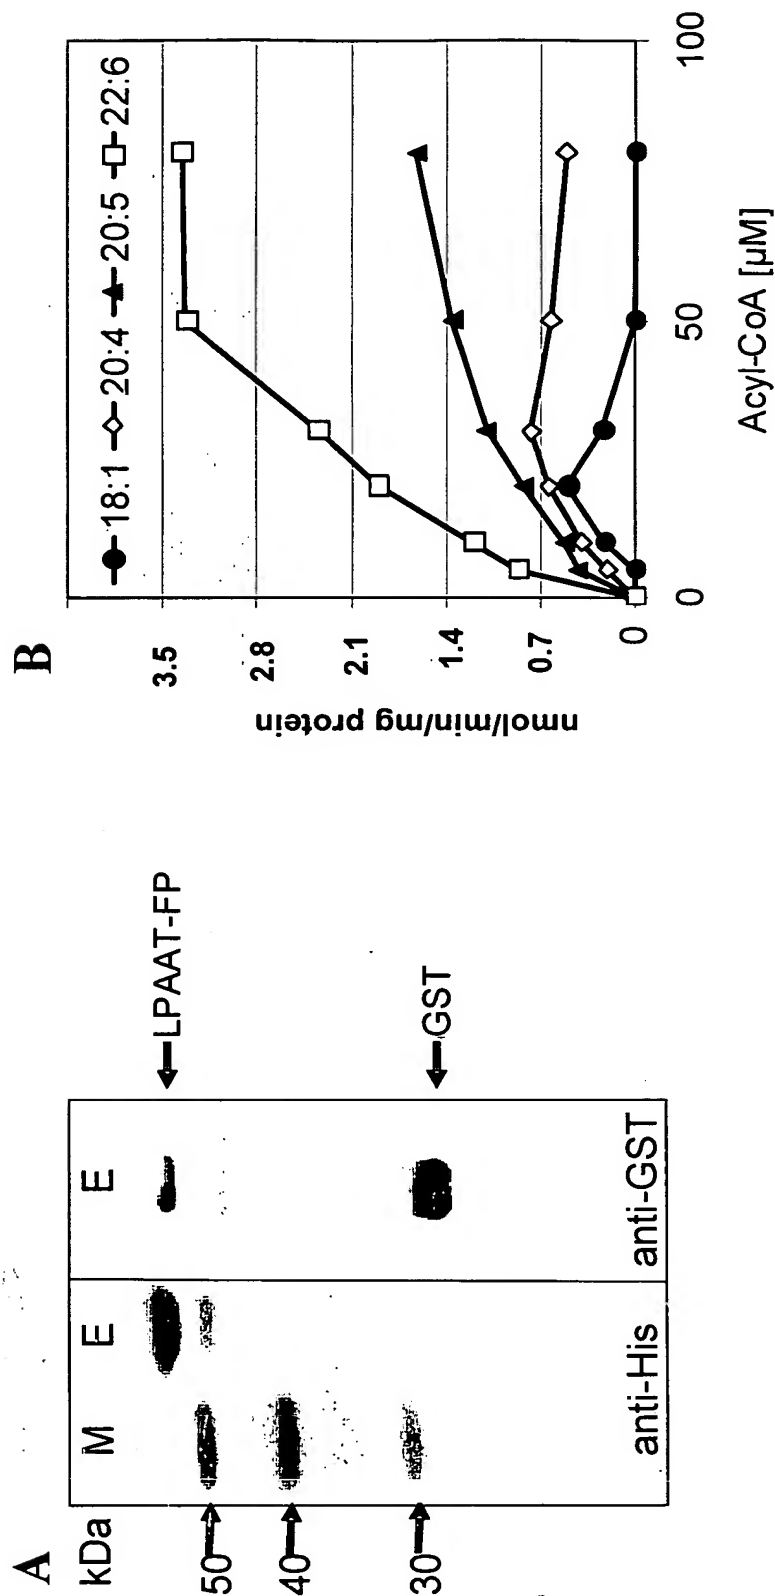 A
kDa
M
E
E
50
40
30
LPAAT-FP
GST
anti-His
anti-GST
B
18:1
20:4
20:5
22:6
3.5
2.8
2.1
1.4
0.7
0
nmol/min/mg protein
0
50
100
Acyl-CoA [µM]